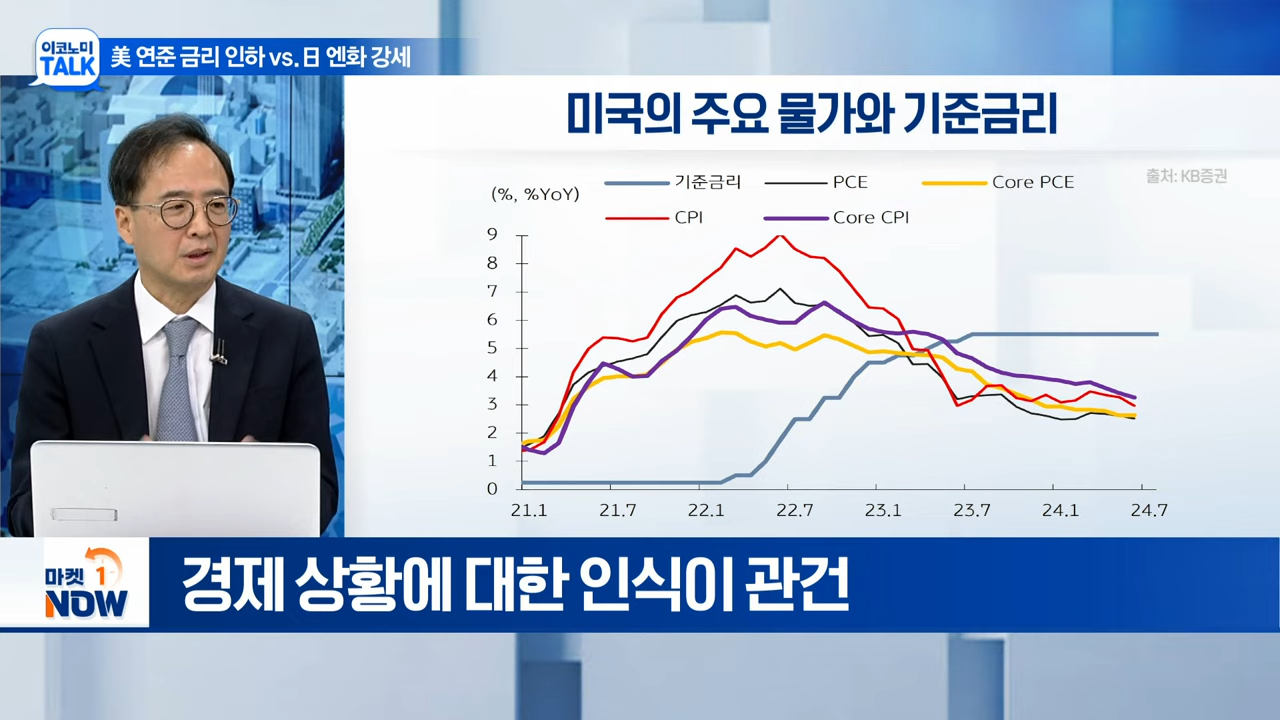 이코노미
TALK
美 연준 금리 인하 vs. 日 엔화 강세
미국의 주요 물가와 기준금리
출처: KB증권
(%, %YoY)
기준금리
PCE
Core PCE
CPI
Core CPI
9
8
7
6
5
4
3
2
1
0
21.1 21.7 22.1 22.7 23.1 23.7 24.1 24.7
마켓 1
NOW
경제 상황에 대한 인식이 관건